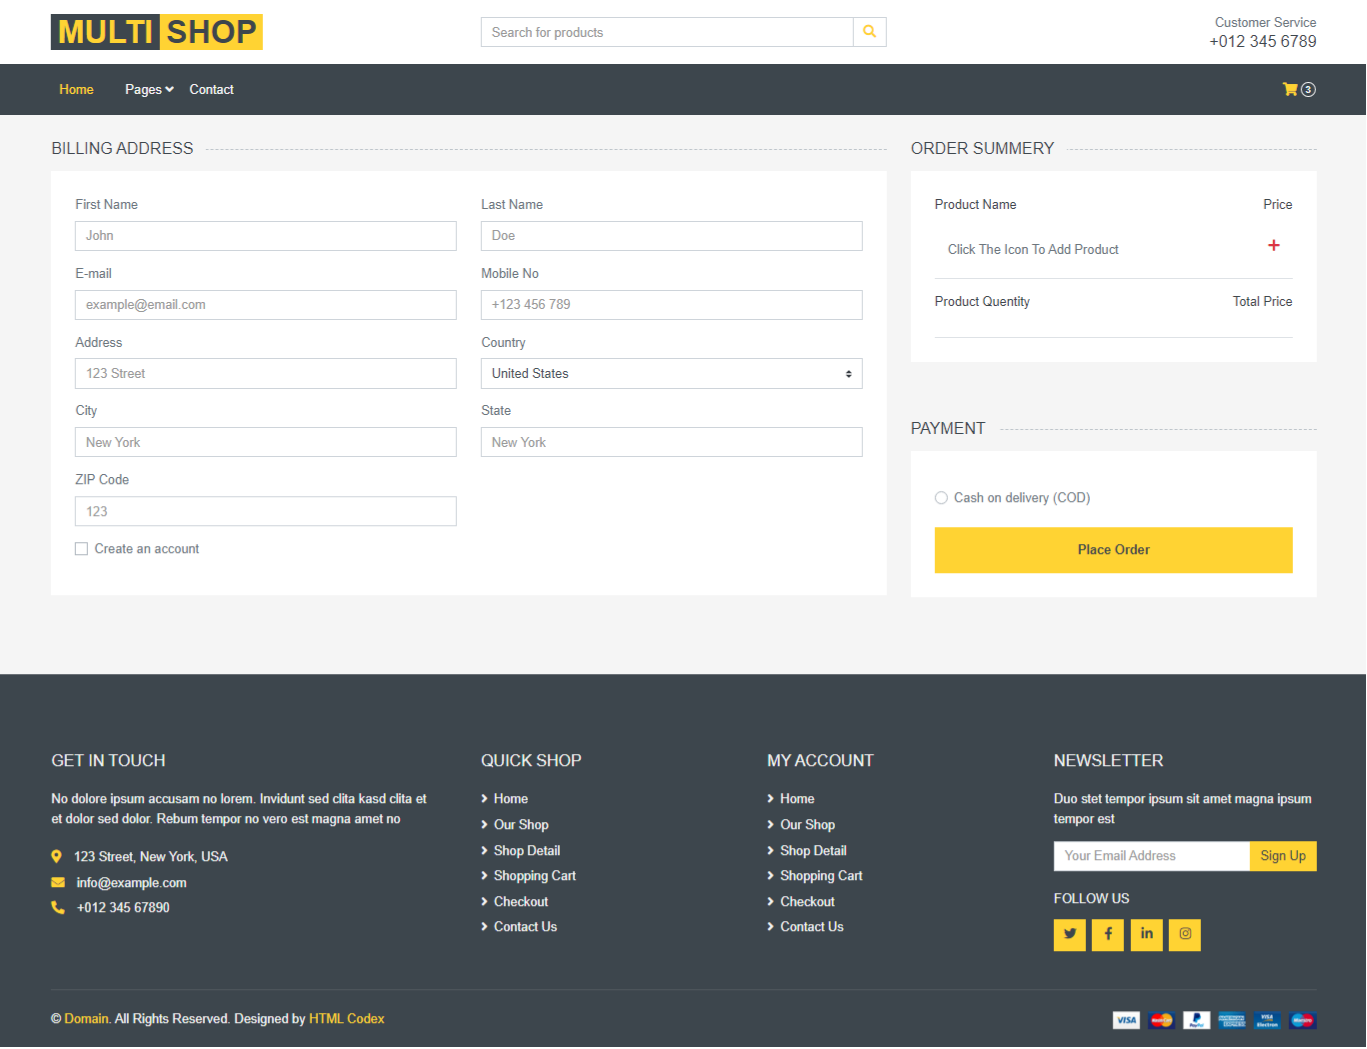 MULTI SHOP
Search for products
Customer Service
+012 345 6789
Home Pages Contact
3
BILLING ADDRESS
First Name Last Name
John Doe
E-mail Mobile No
example@email.com +123 456 789
Address Country
123 Street United States
City State
New York New York
ZIP Code
123
Create an account
ORDER SUMMERY
Product Name Price
Click The Icon To Add Product
Product Quentity Total Price
PAYMENT
Cash on delivery (COD)
Place Order
GET IN TOUCH
No dolore ipsum accusam no lorem. Invidunt sed clita kasd clita et
et dolor sed dolor. Rebum tempor no vero est magna amet no
123 Street, New York, USA
info@example.com
+012 345 67890
QUICK SHOP
Home
Our Shop
Shop Detail
Shopping Cart
Checkout
Contact Us
MY ACCOUNT
Home
Our Shop
Shop Detail
Shopping Cart
Checkout
Contact Us
NEWSLETTER
Duo stet tempor ipsum sit amet magna ipsum
tempor est
Your Email Address Sign Up
FOLLOW US
© Domain. All Rights Reserved. Designed by HTML Codex
VISA PayPal VISA Electron